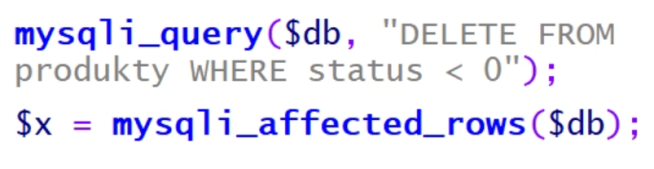 mysqli_query($db, "DELETE FROM
produkty WHERE status < 0");
$x = mysqli_affected_rows($db);